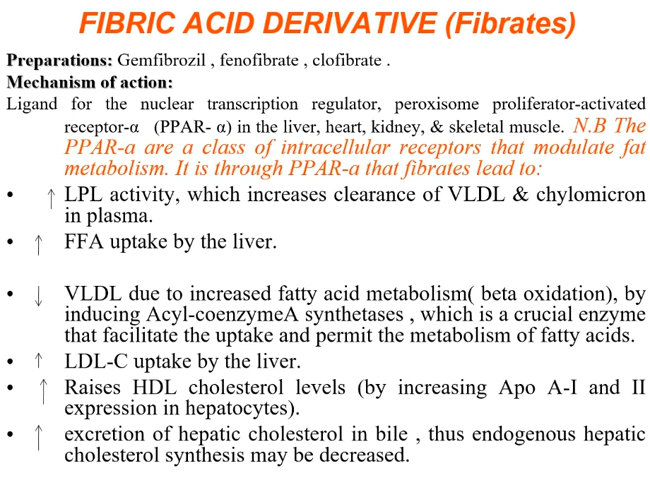 FIBRIC ACID DERIVATIVE (Fibrates)
Preparations: Gemfibrozil , fenofibrate , clofibrate .
Mechanism of action:
Ligand for the nuclear transcription regulator, peroxisome proliferator-activated
receptor-α (PPAR- α) in the liver, heart, kidney, & skeletal muscle. N.B The
PPAR-a are a class of intracellular receptors that modulate fat
metabolism. It is through PPAR-a that fibrates lead to:
• ↑ LPL activity, which increases clearance of VLDL & chylomicron
in plasma.
• ↑ FFA uptake by the liver.
• ↓ VLDL due to increased fatty acid metabolism( beta oxidation), by
inducing Acyl-coenzymeA synthetases , which is a crucial enzyme
that facilitate the uptake and permit the metabolism of fatty acids.
• ↑ LDL-C uptake by the liver.
• ↑ Raises HDL cholesterol levels (by increasing Apo A-I and II
expression in hepatocytes).
• ↑ excretion of hepatic cholesterol in bile , thus endogenous hepatic
cholesterol synthesis may be decreased.